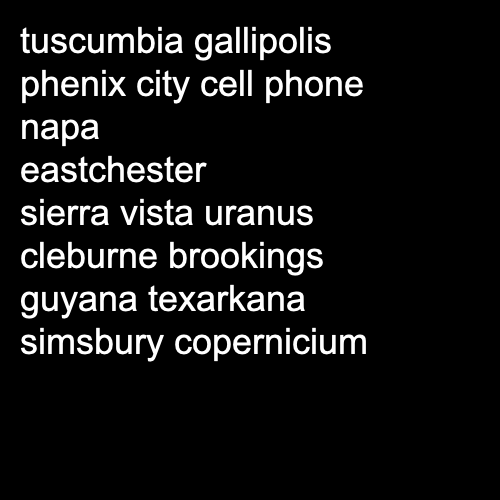 tuscumbia gallipolis
phenix city cell phone
napa
eastchester
sierra vista uranus
cleburne brookings
guyana texarkana
simsbury copernicium